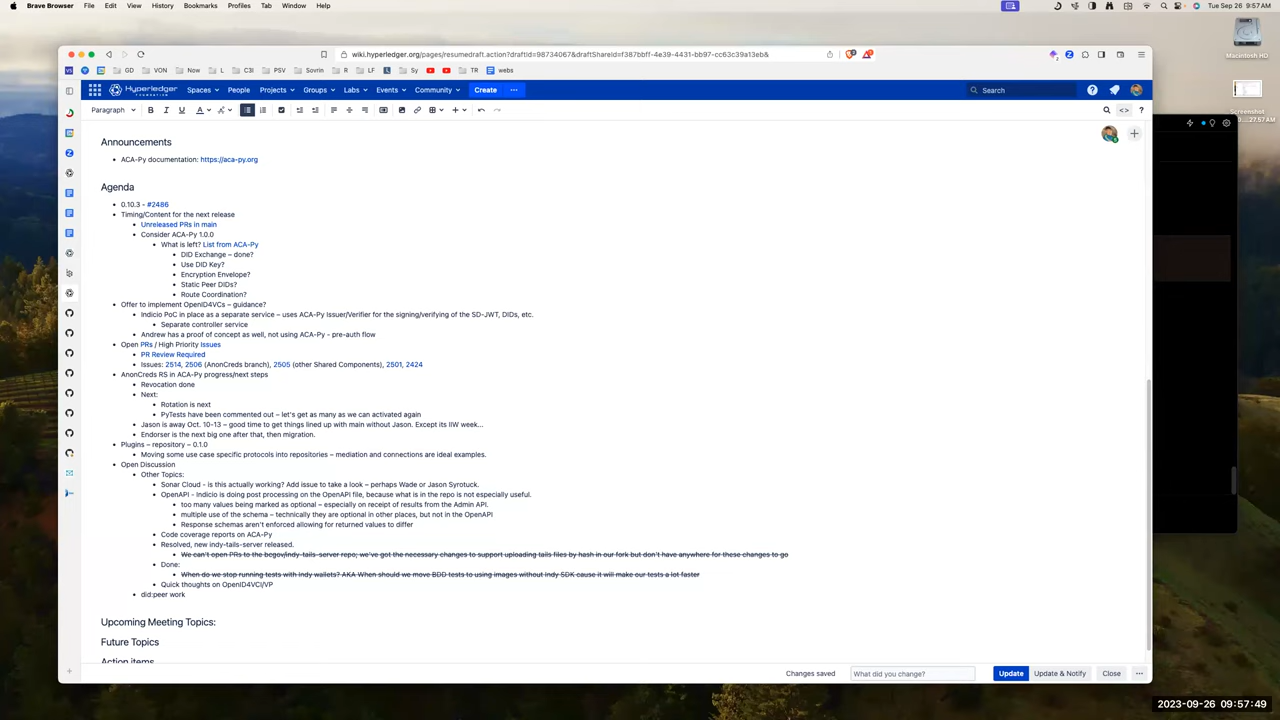 Brave Browser File Edit View History Bookmarks Profiles Tab Window Help
Tue Sep 26 9:57 AM
wiki.hyperledger.org/pages/resumedraft.action?draftId=98734067&draftShareId=f387bbff-4e39-4431-bb97-cc63c39a13eb&
GD VON Now L C3I PSV Sovrin R LF Sy TR webs
Macintosh HD
Hyperledger FOUNDATION Spaces People Projects Groups Labs Events Community Create ... Search
Paragraph B I U A
Screenshot
Announcements
ACA-Py documentation: https://aca-py.org
Agenda
0.10.3 - #2486
Timing/Content for the next release
Unreleased PRs in main
Consider ACA-Py 1.0.0
What is left? List from ACA-Py
DID Exchange – done?
Use DID Key?
Encryption Envelope?
Static Peer DIDs?
Route Coordination?
Offer to implement OpenID4VCs – guidance?
Indicio PoC in place as a separate service – uses ACA-Py Issuer/Verifier for the signing/verifying of the SD-JWT, DIDs, etc.
Separate controller service
Andrew has a proof of concept as well, not using ACA-Py - pre-auth flow
Open PRs / High Priority Issues
PR Review Required
Issues: 2514, 2506 (AnonCreds branch), 2505 (other Shared Components), 2501, 2424
AnonCreds RS in ACA-Py progress/next steps
Revocation done
Next:
Rotation is next
PyTests have been commented out – let's get as many as we can activated again
Jason is away Oct. 10-13 – good time to get things lined up with main without Jason. Except its IIW week...
Endorser is the next big one after that, then migration.
Plugins – repository – 0.1.0
Moving some use case specific protocols into repositories – mediation and connections are ideal examples.
Open Discussion
Other Topics:
Sonar Cloud - is this actually working? Add issue to take a look – perhaps Wade or Jason Syrotuck.
OpenAPI - Indicio is doing post processing on the OpenAPI file, because what is in the repo is not especially useful.
too many values being marked as optional – especially on receipt of results from the Admin API.
multiple use of the schema – technically they are optional in other places, but not in the OpenAPI
Response schemas aren't enforced allowing for returned values to differ
Code coverage reports on ACA-Py
Resolved, new indy-tails-server released.
We can't open PRs to the bcgov/indy-tails-server repo; we've got the necessary changes to support uploading tails files by hash in our fork but don't have anywhere for these changes to go
Done:
When do we stop running tests with indy wallets? AKA When should we move BDD tests to using images without Indy SDK cause it will make our tests a lot faster
Quick thoughts on OpenID4VCI/VP
did:peer work
Upcoming Meeting Topics:
Future Topics
Action items
Changes saved What did you change? Update Update & Notify Close ...
2023-09-26 09:57:49